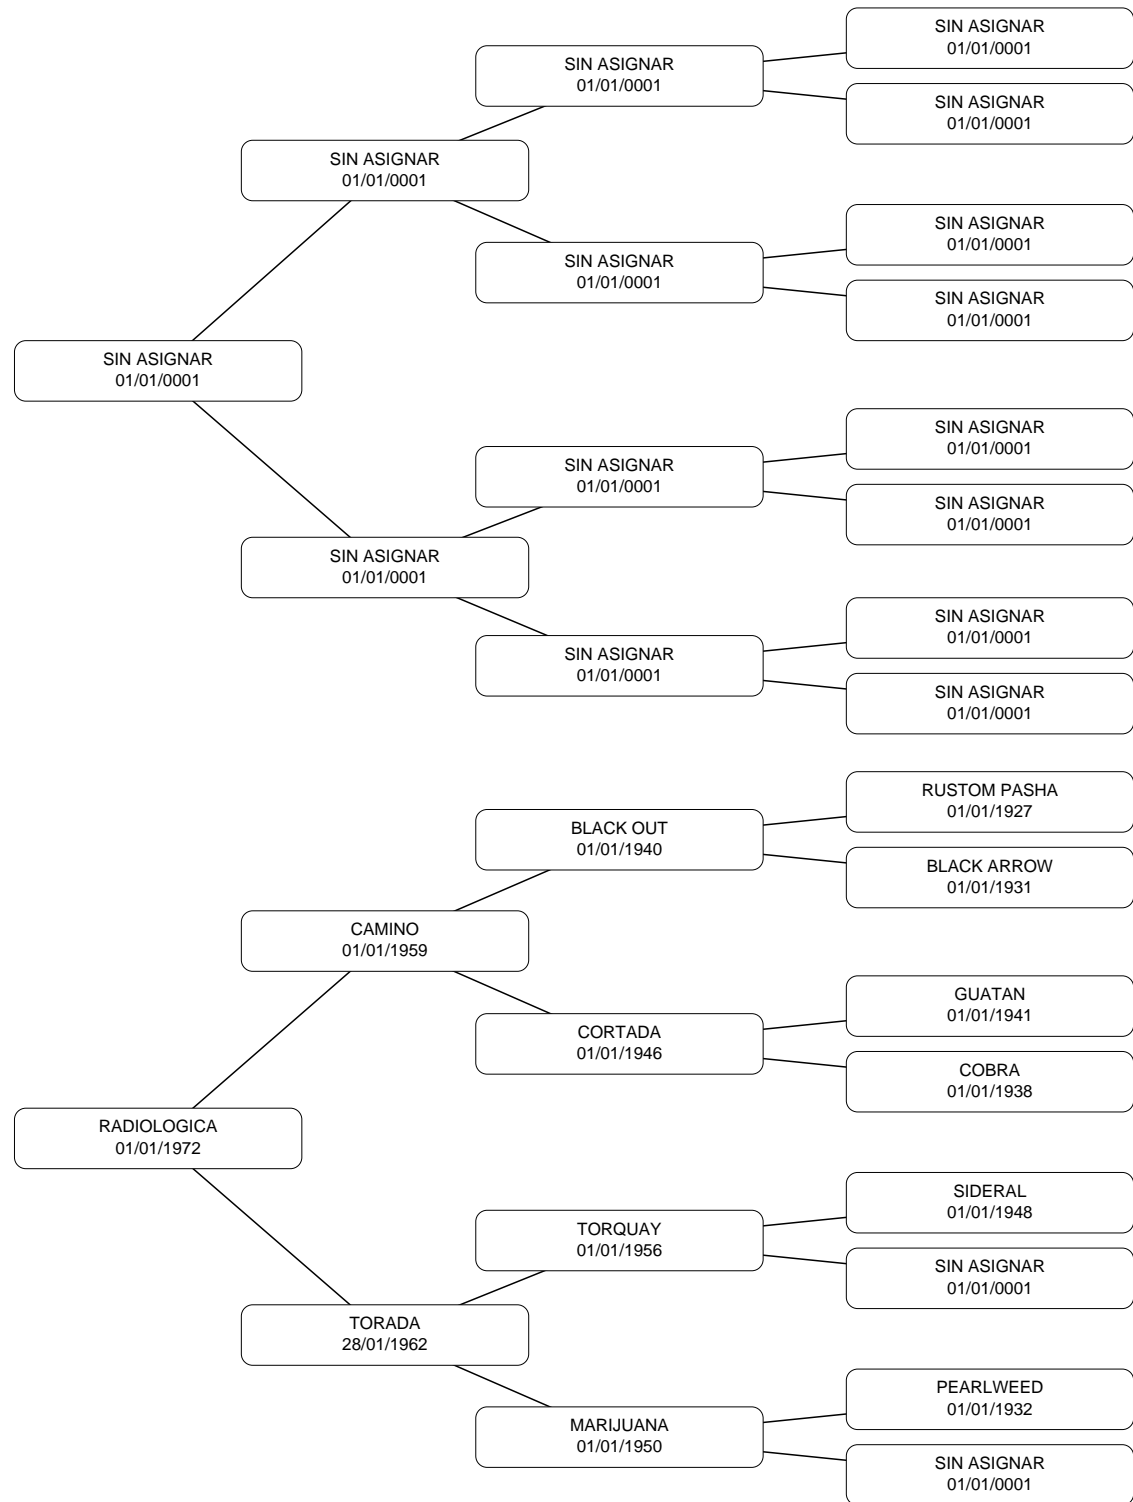 SIN ASIGNAR
01/01/0001
SIN ASIGNAR
01/01/0001
SIN ASIGNAR
01/01/0001
SIN ASIGNAR
01/01/0001
SIN ASIGNAR
01/01/0001
SIN ASIGNAR
01/01/0001
SIN ASIGNAR
01/01/0001
SIN ASIGNAR
01/01/0001
SIN ASIGNAR
01/01/0001
SIN ASIGNAR
01/01/0001
SIN ASIGNAR
01/01/0001
SIN ASIGNAR
01/01/0001
SIN ASIGNAR
01/01/0001
SIN ASIGNAR
01/01/0001
SIN ASIGNAR
01/01/0001
RUSTOM PASHA
01/01/1927
BLACK OUT
01/01/1940
BLACK ARROW
01/01/1931
CAMINO
01/01/1959
GUATAN
01/01/1941
CORTADA
01/01/1946
COBRA
01/01/1938
RADIOLOGICA
01/01/1972
SIDERAL
01/01/1948
TORQUAY
01/01/1956
SIN ASIGNAR
01/01/0001
TORADA
28/01/1962
PEARLWEED
01/01/1932
MARIJUANA
01/01/1950
SIN ASIGNAR
01/01/0001